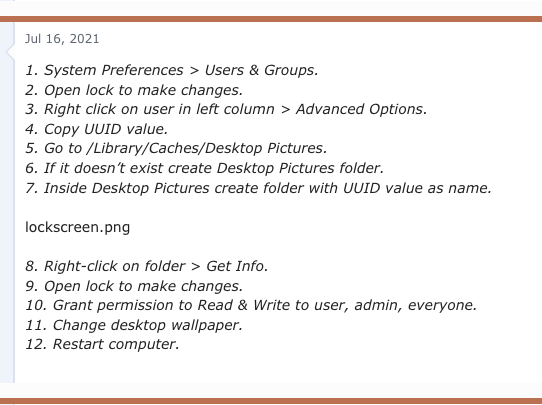 Jul 16, 2021
1. System Preferences > Users & Groups.
2. Open lock to make changes.
3. Right click on user in left column > Advanced Options.
4. Copy UUID value.
5. Go to /Library/Caches/Desktop Pictures.
6. If it doesn’t exist create Desktop Pictures folder.
7. Inside Desktop Pictures create folder with UUID value as name.
lockscreen.png
8. Right-click on folder > Get Info.
9. Open lock to make changes.
10. Grant permission to Read & Write to user, admin, everyone.
11. Change desktop wallpaper.
12. Restart computer.